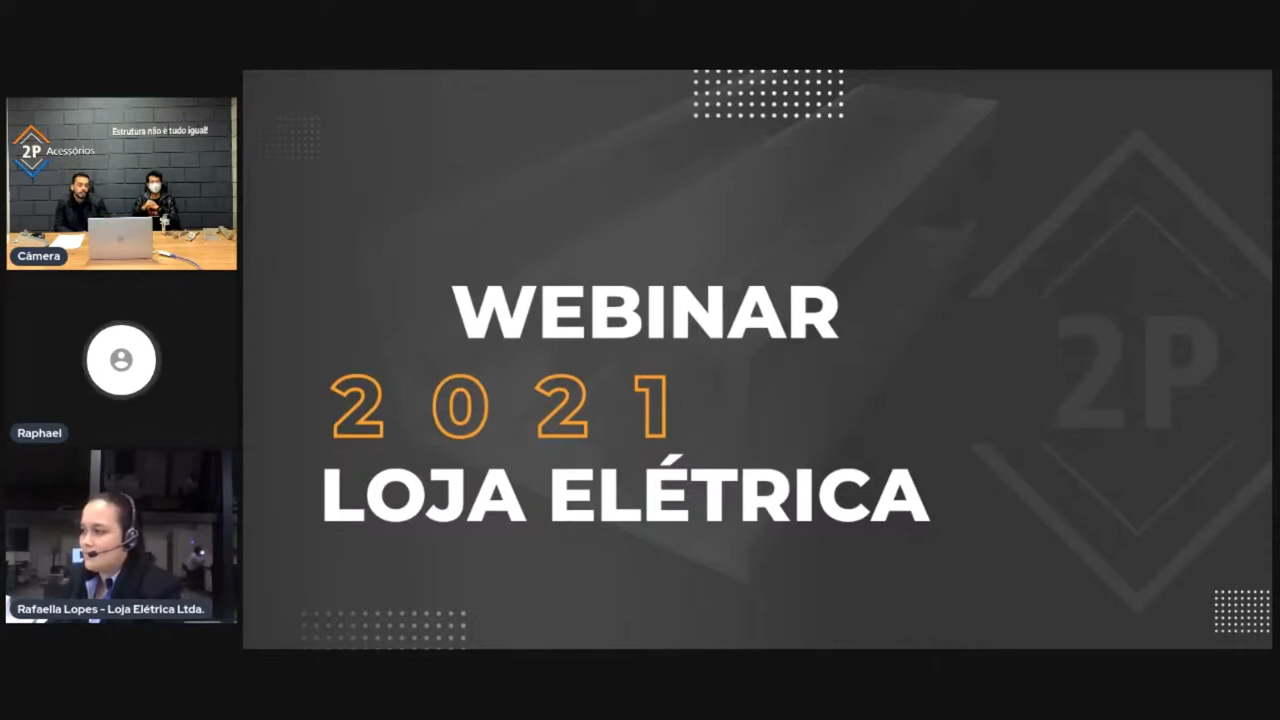 Estrutura não é tudo igual!
2P Acessórios
Câmera
Raphael
Rafaella Lopes - Loja Elétrica Ltda.
WEBINAR
2021
LOJA ELÉTRICA
2P